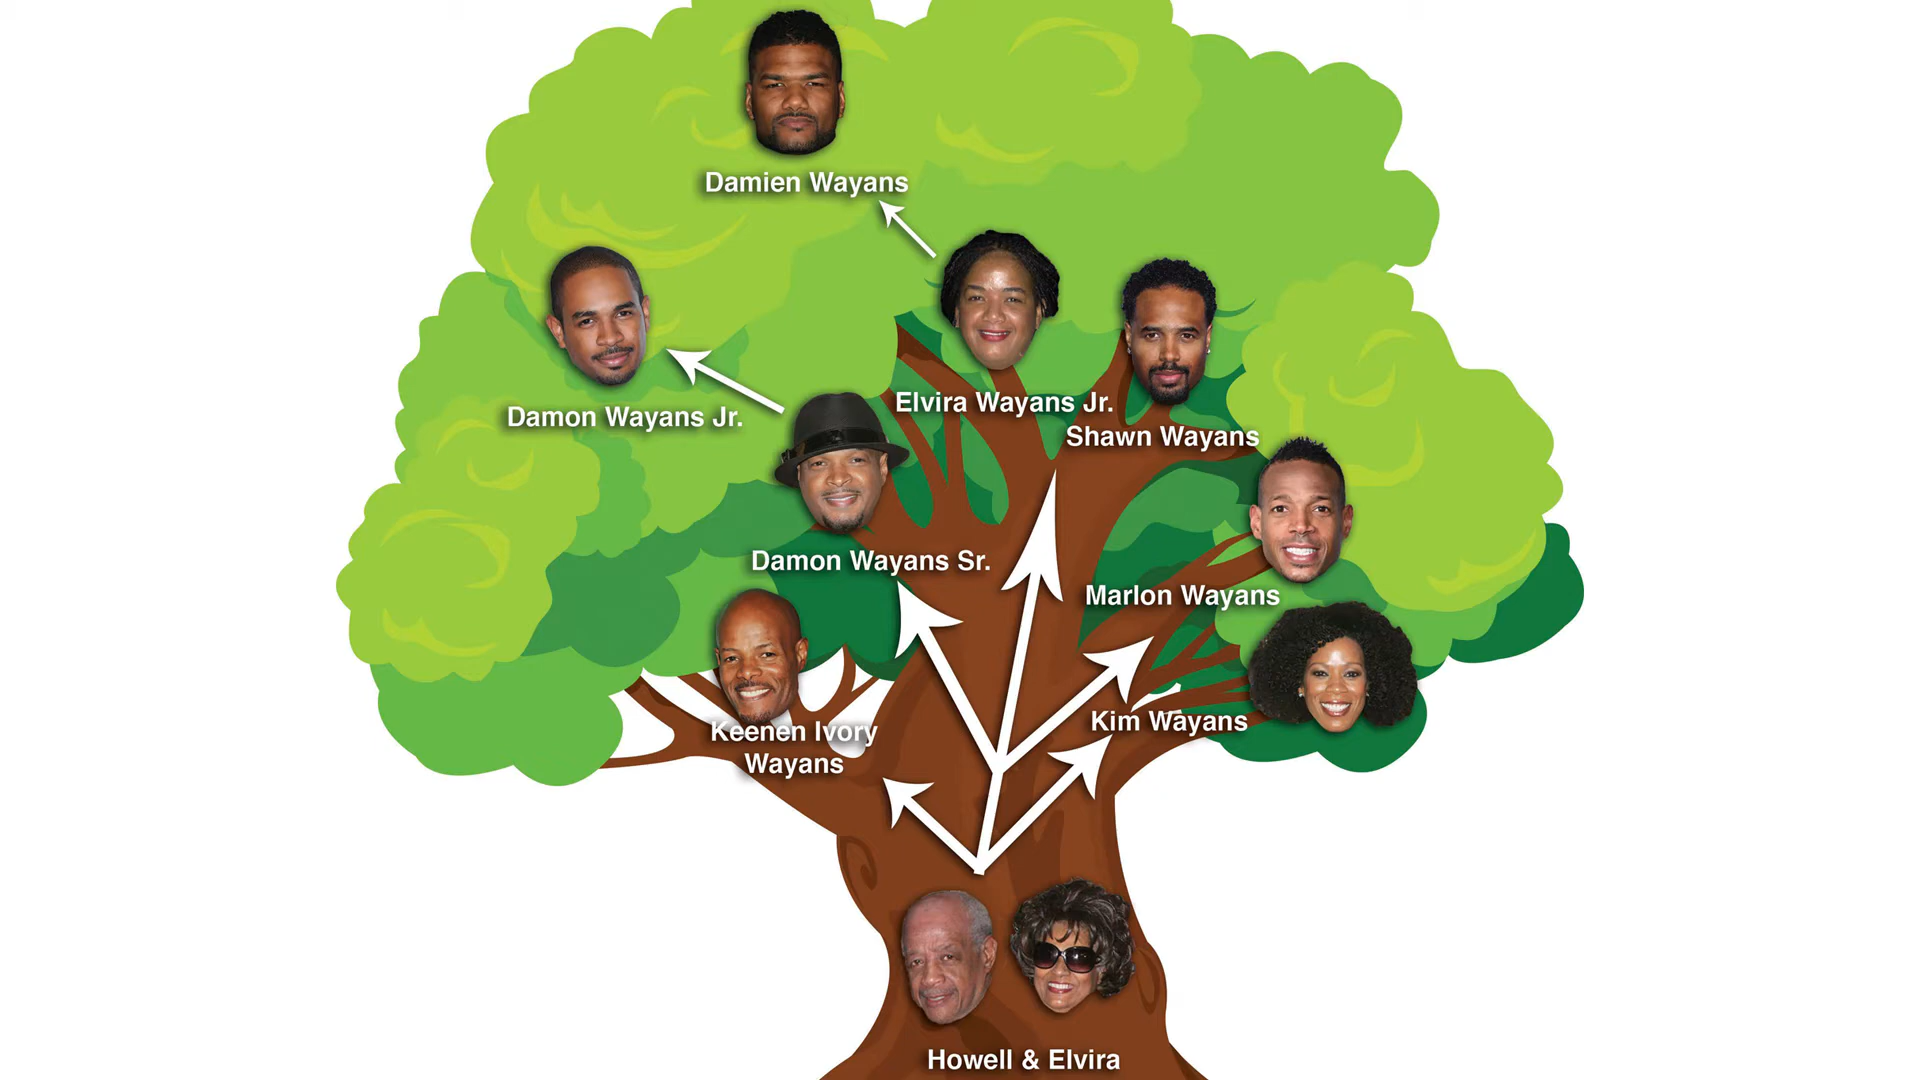 Damien Wayans
Damon Wayans Jr.
Elvira Wayans Jr.
Shawn Wayans
Damon Wayans Sr.
Marlon Wayans
Keenen Ivory
Wayans
Kim Wayans
Howell & Elvira